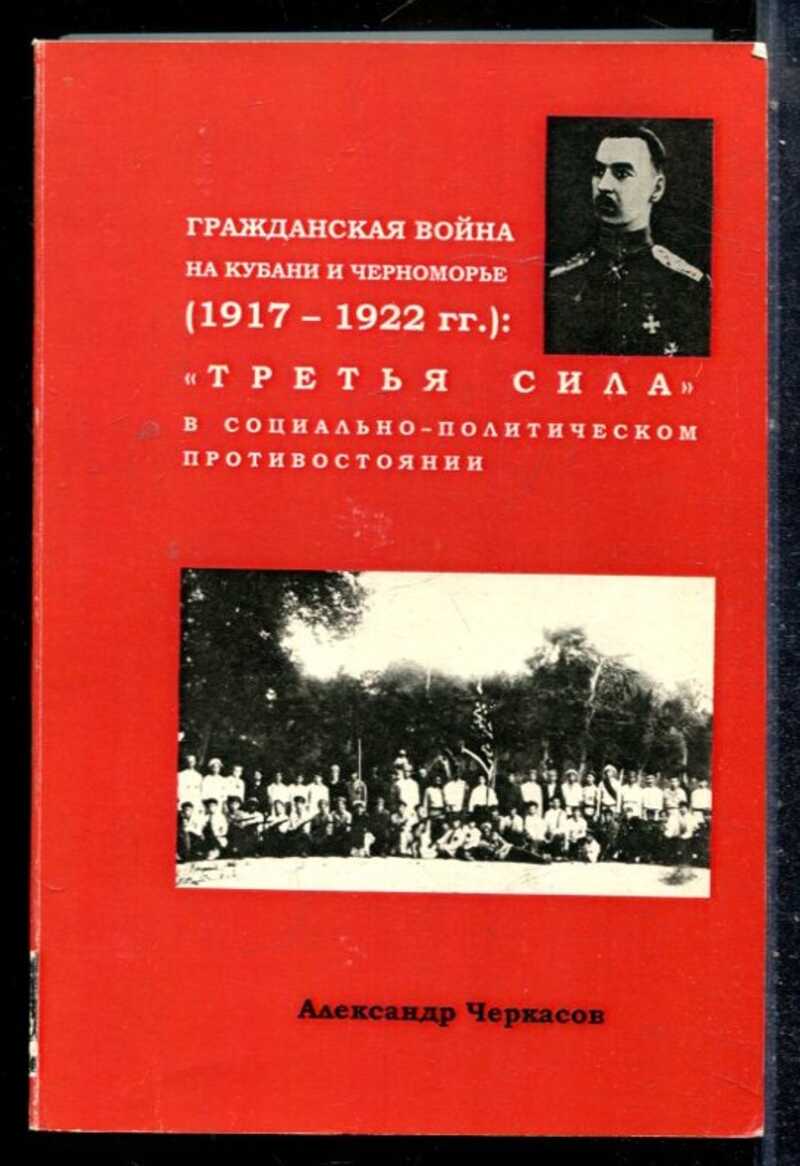 ГРАЖДАНСКАЯ ВОЙНА
НА КУБАНИ И ЧЕРНОМОРЬЕ
(1917 – 1922 гг.):
«ТРЕТЬЯ СИЛА»
В СОЦИАЛЬНО-ПОЛИТИЧЕСКОМ
ПРОТИВОСТОЯНИИ
Александр Черкасов